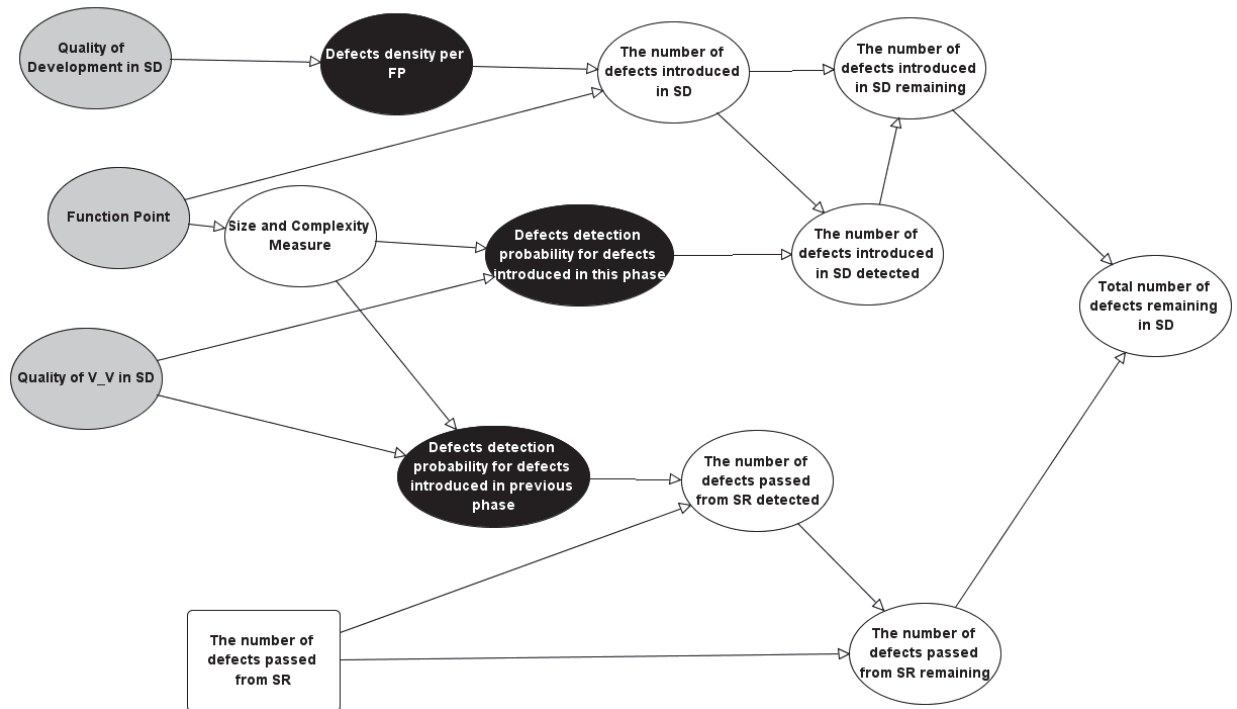 Quality of
Development in SD
Defects density per
FP
The number of
defects introduced
in SD
The number of
defects introduced
in SD remaining
Function Point
Size and Complexity
Measure
Defects detection
probability for defects
introduced in this phase
The number of
defects introduced
in SD detected
Total number of
defects remaining
in SD
Quality of V_V in SD
Defects detection
probability for defects
introduced in previous
phase
The number of
defects passed
from SR detected
The number of
defects passed
from SR
The number of
defects passed
from SR remaining